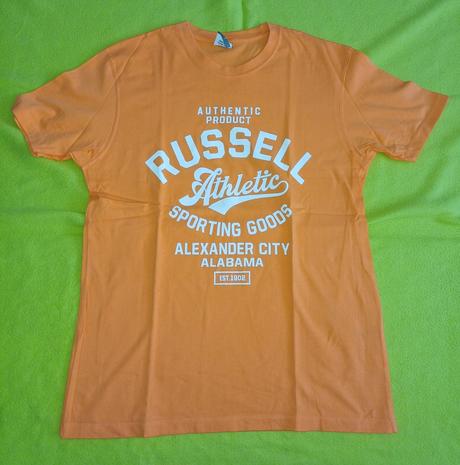 AUTHENTIC
PRODUCT
RUSSELL
Athletic
SPORTING GOODS
ALEXANDER CITY
ALABAMA
EST.1902